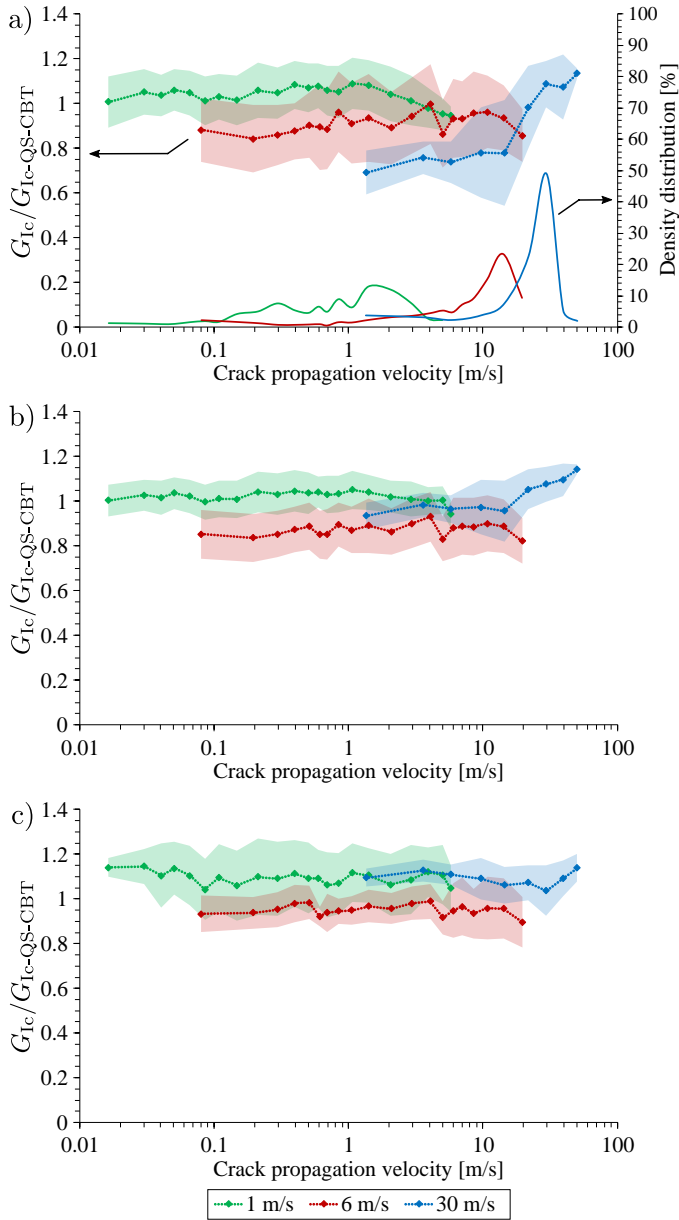 a)
1.4
1.2
1
0.8
0.6
0.4
0.2
0
G_Ic/G_Ic-QS-CBT
100
90
80
70
60
50
40
30
20
10
0
Density distribution [%]
0.01 0.1 1 10 100
Crack propagation velocity [m/s]
b)
1.4
1.2
1
0.8
0.6
0.4
0.2
0
G_Ic/G_Ic-QS-CBT
0.01 0.1 1 10 100
Crack propagation velocity [m/s]
c)
1.4
1.2
1
0.8
0.6
0.4
0.2
0
G_Ic/G_Ic-QS-CBT
0.01 0.1 1 10 100
Crack propagation velocity [m/s]
1 m/s 6 m/s 30 m/s